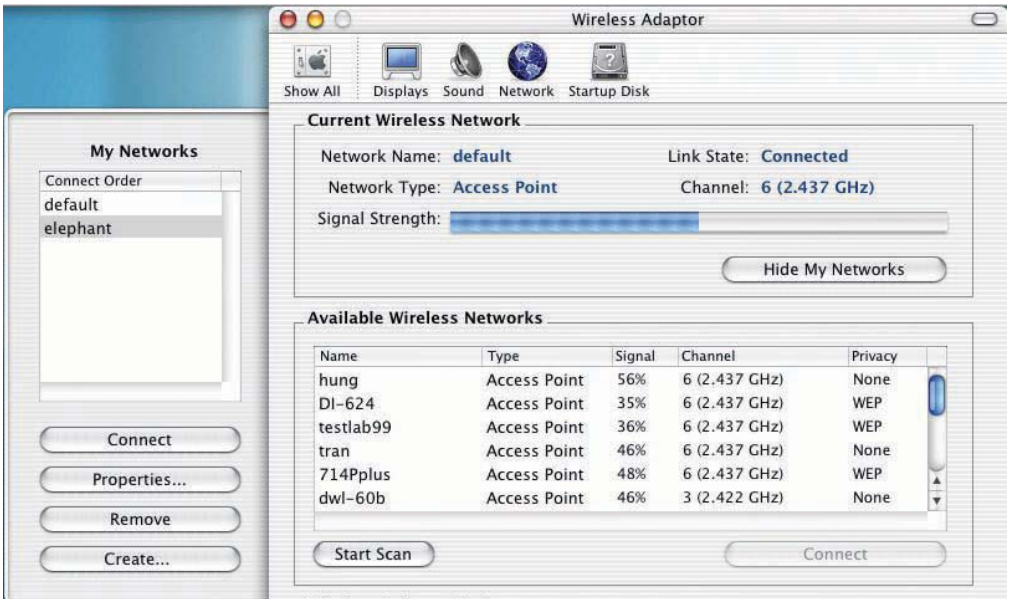 Wireless Adaptor
Show All Displays Sound Network Startup Disk
My Networks
Connect Order
default
elephant
Connect
Properties...
Remove
Create...
Current Wireless Network
Network Name: default Link State: Connected
Network Type: Access Point Channel: 6 (2.437 GHz)
Signal Strength:
Hide My Networks
Available Wireless Networks
Name Type Signal Channel Privacy
hung Access Point 56% 6 (2.437 GHz) None
DI-624 Access Point 35% 6 (2.437 GHz) WEP
testlab99 Access Point 36% 6 (2.437 GHz) WEP
tran Access Point 46% 6 (2.437 GHz) None
714Pplus Access Point 48% 6 (2.437 GHz) WEP
dwl-60b Access Point 46% 3 (2.422 GHz) None
Start Scan Connect